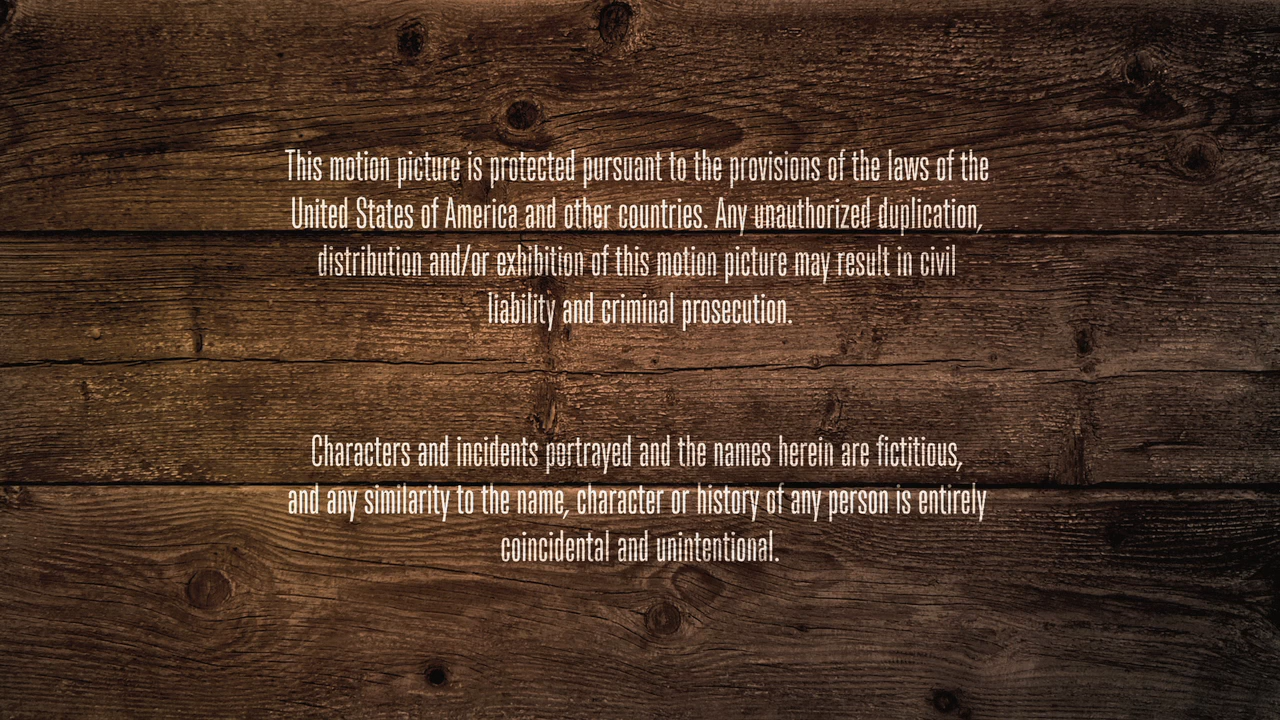 This motion picture is protected pursuant to the provisions of the laws of the
United States of America and other countries. Any unauthorized duplication,
distribution and/or exhibition of this motion picture may result in civil
liability and criminal prosecution.
Characters and incidents portrayed and the names herein are fictitious,
and any similarity to the name, character or history of any person is entirely
coincidental and unintentional.